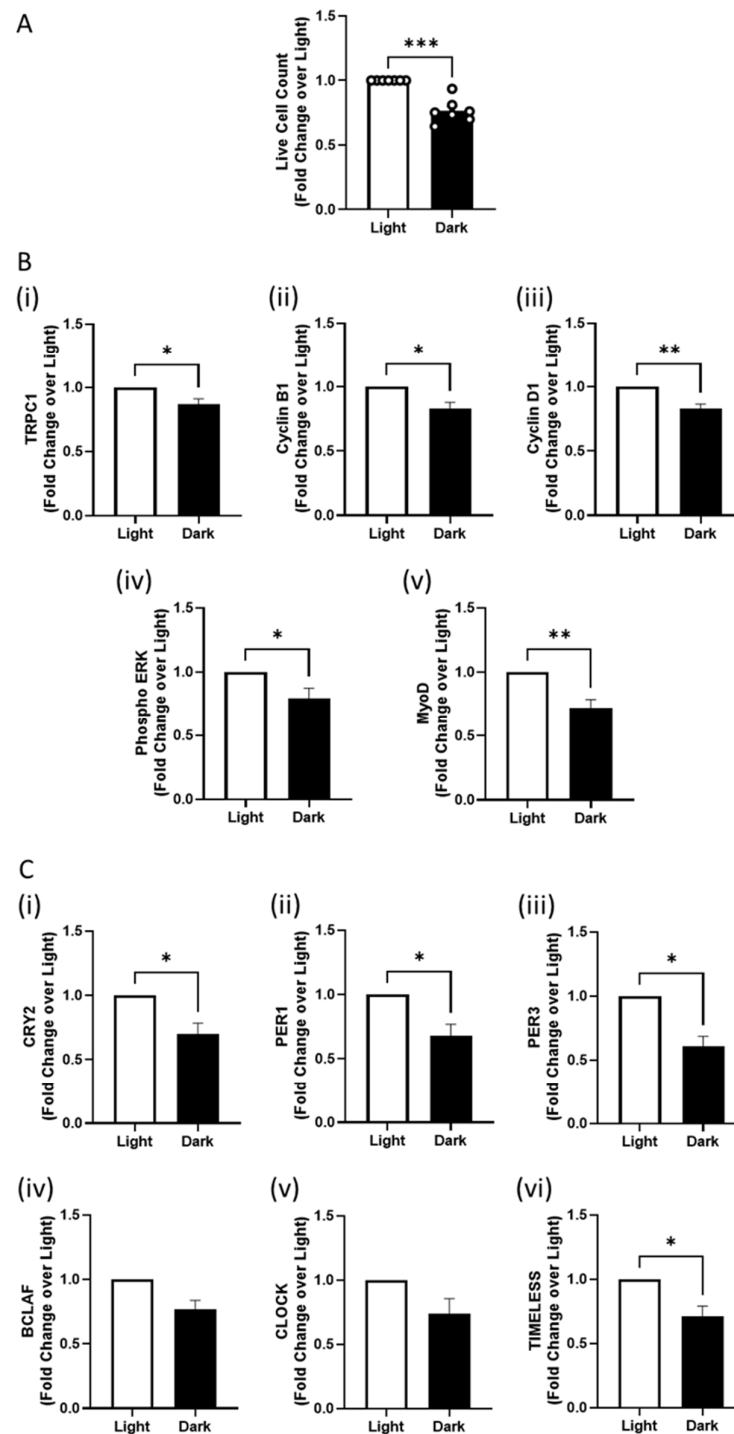 A
Live Cell Count
(Fold Change over Light)
1.5
1.0
0.5
0.0
***
Light Dark
B
(i)
TRPC1
(Fold Change over Light)
1.5
1.0
0.5
0.0
*
Light Dark
(ii)
Cyclin B1
(Fold Change over Light)
1.5
1.0
0.5
0.0
*
Light Dark
(iii)
Cyclin D1
(Fold Change over Light)
1.5
1.0
0.5
0.0
**
Light Dark
(iv)
Phospho ERK
(Fold Change over Light)
1.5
1.0
0.5
0.0
*
Light Dark
(v)
MyoD
(Fold Change over Light)
1.5
1.0
0.5
0.0
**
Light Dark
C
(i)
CRY2
(Fold Change over Light)
1.5
1.0
0.5
0.0
*
Light Dark
(ii)
PER1
(Fold Change over Light)
1.5
1.0
0.5
0.0
*
Light Dark
(iii)
PER3
(Fold Change over Light)
1.5
1.0
0.5
0.0
*
Light Dark
(iv)
BCLAF
(Fold Change over Light)
1.5
1.0
0.5
0.0
Light Dark
(v)
CLOCK
(Fold Change over Light)
1.5
1.0
0.5
0.0
Light Dark
(vi)
TIMELESS
(Fold Change over Light)
1.5
1.0
0.5
0.0
*
Light Dark